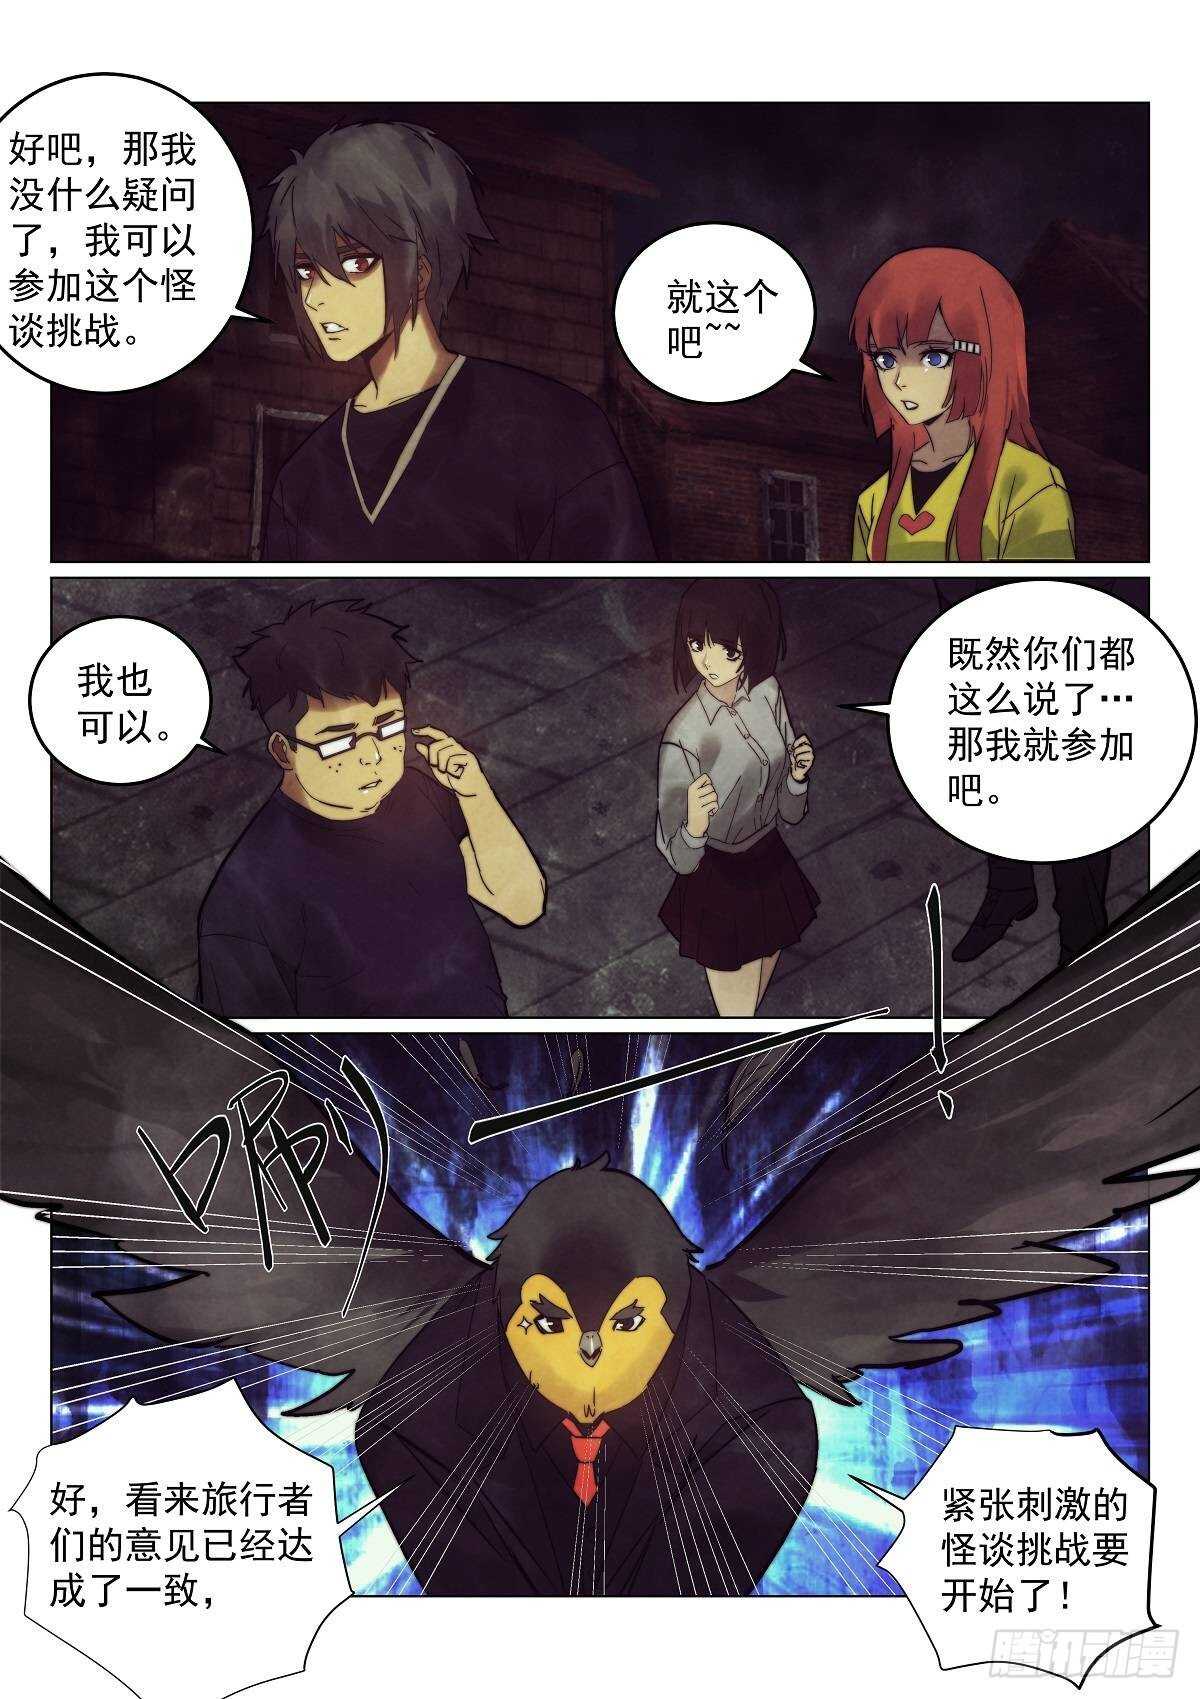 好吧，那我
没什么疑问
了，我可以
参加这个怪
谈挑战。
就这个
吧~~
我也
可以。
既然你们都
这么说了…
那我就参加
吧。
好，看来旅行者
们的意见已经达
成了一致，
紧张刺激的
怪谈挑战要
开始了！
腾讯动漫